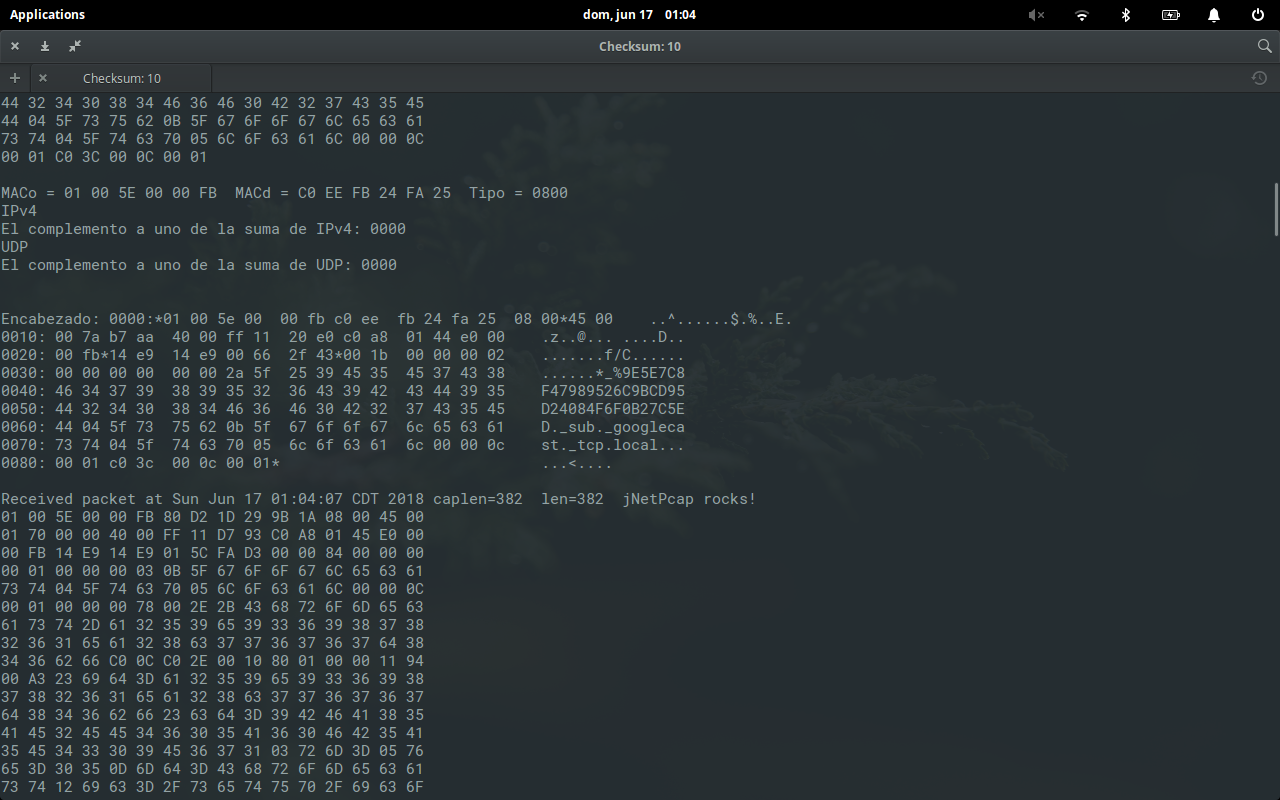 Applications
dom, jun 17 01:04
Checksum: 10
Checksum: 10
44 32 34 30 38 34 46 36 46 30 42 32 37 43 35 45
44 04 5F 73 75 62 0B 5F 67 6F 6F 67 6C 65 63 61
73 74 04 5F 74 63 70 05 6C 6F 63 61 6C 00 00 0C
00 01 C0 3C 00 0C 00 01
MACo = 01 00 5E 00 00 FB  MACd = C0 EE FB 24 FA 25  Tipo = 0800
IPv4
El complemento a uno de la suma de IPv4: 0000
UDP
El complemento a uno de la suma de UDP: 0000
Encabezado: 0000:*01 00 5e 00  00 fb c0 ee  fb 24 fa 25  08 00*45 00    ..^......$.%..E.
0010: 00 7a b7 aa  40 00 ff 11  20 e0 c0 a8  01 44 e0 00    .z..@... ....D..
0020: 00 fb*14 e9  14 e9 00 66  2f 43*00 1b  00 00 00 02    .......f/C......
0030: 00 00 00 00  00 00 2a 5f  25 39 45 35  45 37 43 38    ......*_%9E5E7C8
0040: 46 34 37 39  38 39 35 32  36 43 39 42  43 44 39 35    F47989526C9BCD95
0050: 44 32 34 30  38 34 46 36  46 30 42 32  37 43 35 45    D24084F6F0B27C5E
0060: 44 04 5f 73  75 62 0b 5f  67 6f 6f 67  6c 65 63 61    D._sub._googleca
0070: 73 74 04 5f  74 63 70 05  6c 6f 63 61  6c 00 00 0c    st._tcp.local...
0080: 00 01 c0 3c  00 0c 00 01*                             ...<....
Received packet at Sun Jun 17 01:04:07 CDT 2018 caplen=382  len=382  jNetPcap rocks!
01 00 5E 00 00 FB 80 D2 1D 29 9B 1A 08 00 45 00
01 70 00 00 40 00 FF 11 D7 93 C0 A8 01 45 E0 00
00 FB 14 E9 14 E9 01 5C FA D3 00 00 84 00 00 00
00 01 00 00 00 03 0B 5F 67 6F 6F 67 6C 65 63 61
73 74 04 5F 74 63 70 05 6C 6F 63 61 6C 00 00 0C
00 01 00 00 00 78 00 2E 2B 43 68 72 6F 6D 65 63
61 73 74 2D 61 32 35 39 65 39 33 36 39 38 37 38
32 36 31 65 61 32 38 63 37 37 36 37 36 37 64 38
34 36 62 66 C0 0C C0 2E 00 10 80 01 00 00 11 94
00 A3 23 69 64 3D 61 32 35 39 65 39 33 36 39 38
37 38 32 36 31 65 61 32 38 63 37 37 36 37 36 37
64 38 34 36 62 66 23 63 64 3D 39 42 46 41 38 35
41 45 32 45 45 34 36 30 35 41 36 30 46 42 35 41
35 45 34 33 30 39 45 36 37 31 03 72 6D 3D 05 76
65 3D 30 35 0D 6D 64 3D 43 68 72 6F 6D 65 63 61
73 74 12 69 63 3D 2F 73 65 74 75 70 2F 69 63 6F